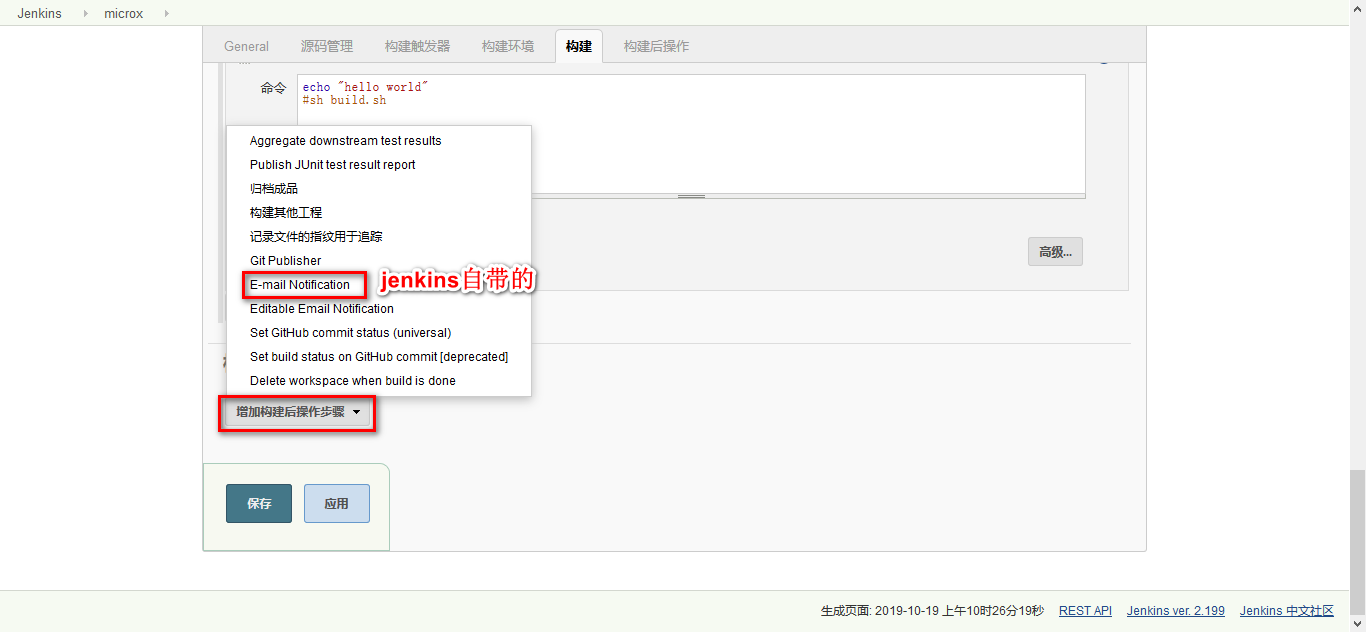 Jenkins microx
General 源码管理 构建触发器 构建环境 构建 构建后操作
命令
echo "hello world"
#sh build.sh
Aggregate downstream test results
Publish JUnit test result report
归档成品
构建其他工程
记录文件的指纹用于追踪
Git Publisher
高级...
E-mail Notification
jenkins自带的
Editable Email Notification
Set GitHub commit status (universal)
Set build status on GitHub commit [deprecated]
Delete workspace when build is done
增加构建后操作步骤
保存 应用
生成页面: 2019-10-19 上午10时26分19秒 REST API Jenkins ver. 2.199 Jenkins 中文社区